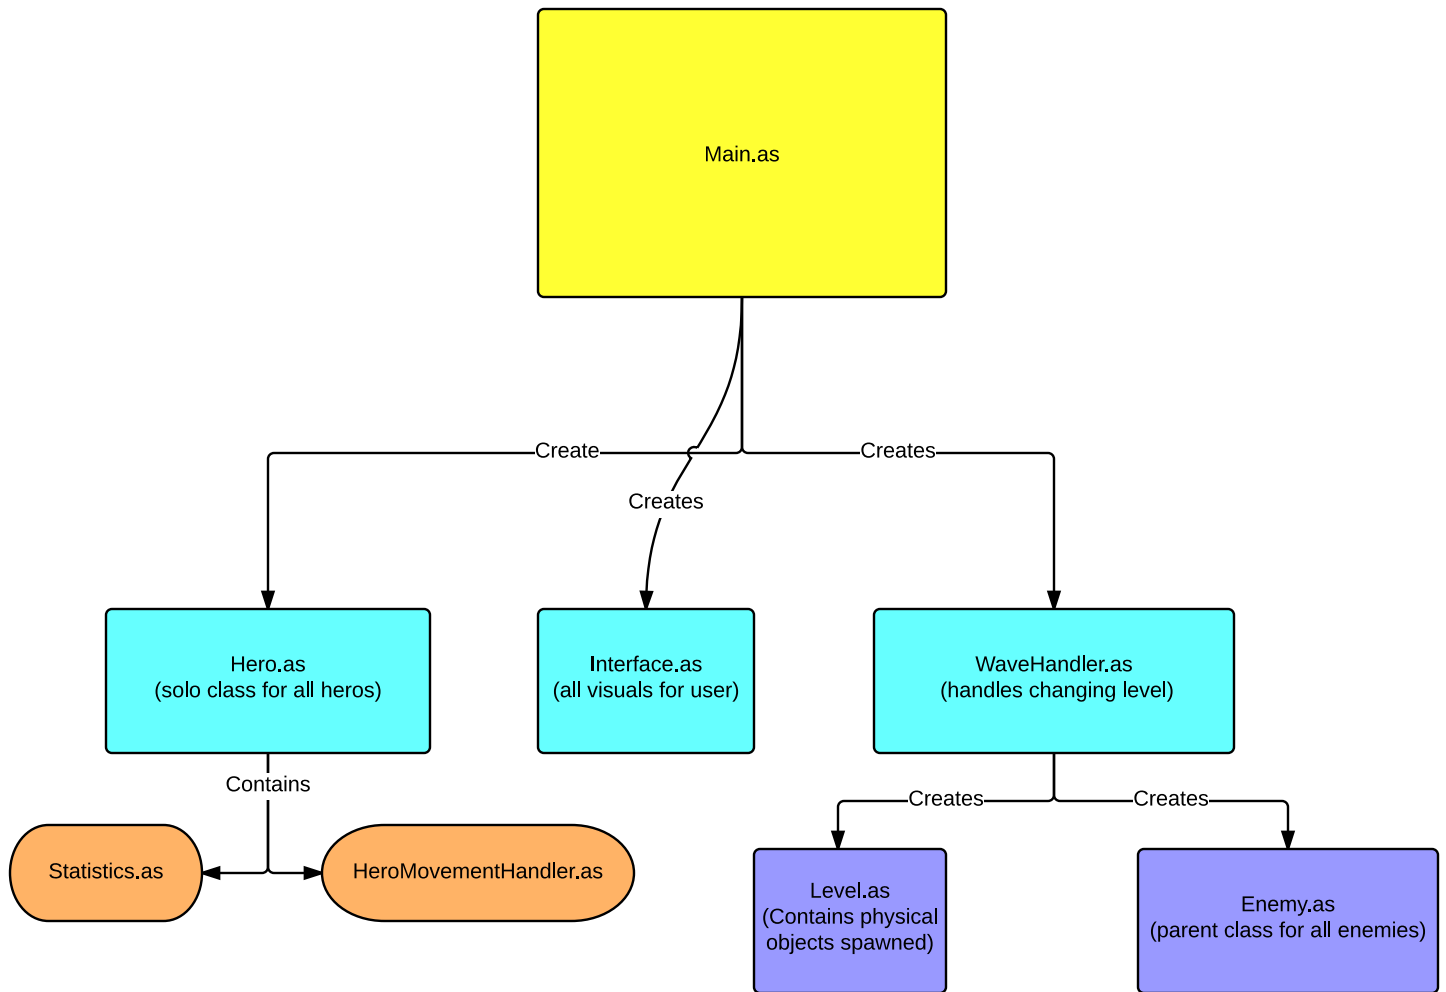 Main.as
Create
Creates
Creates
Hero.as
(solo class for all heros)
Interface.as
(all visuals for user)
WaveHandler.as
(handles changing level)
Contains
Creates
Creates
Statistics.as
HeroMovementHandler.as
Level.as
(Contains physical
objects spawned)
Enemy.as
(parent class for all enemies)